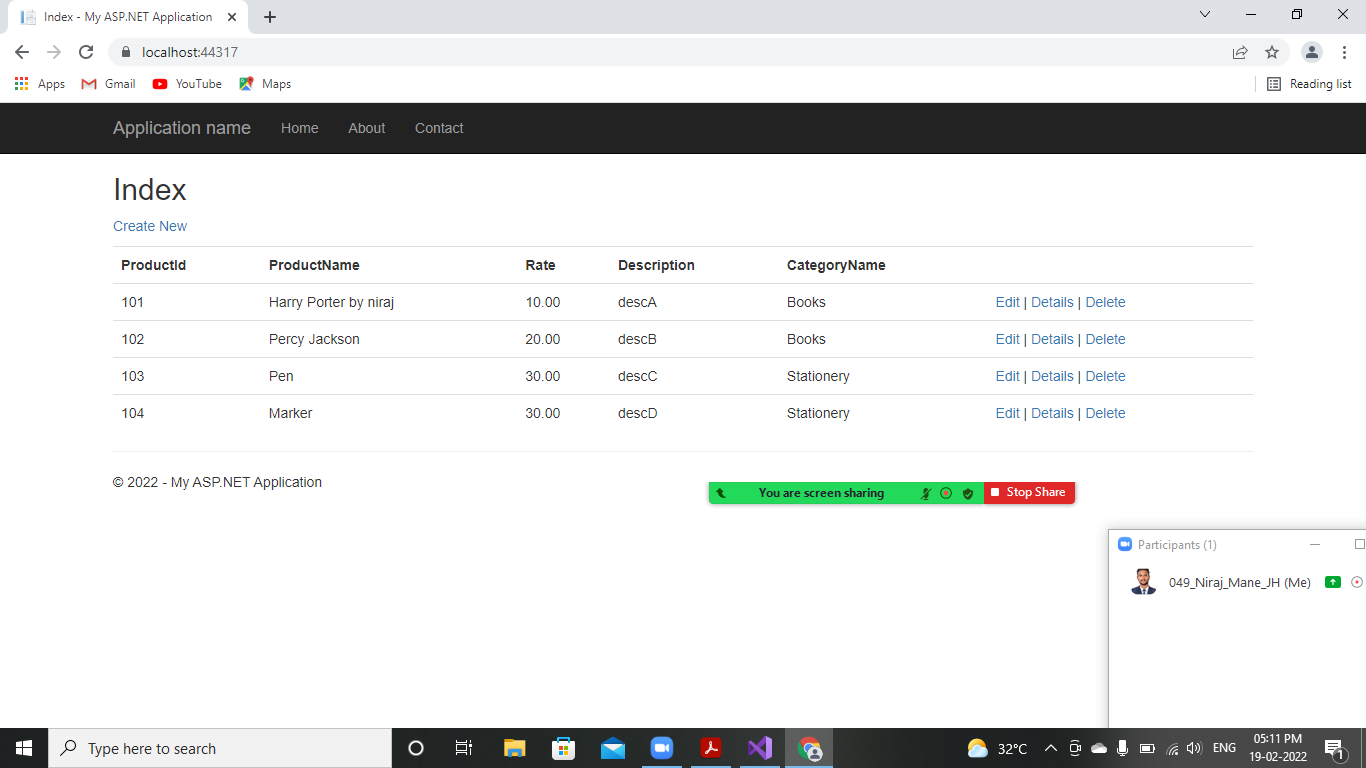 Index - My ASP.NET Application
localhost:44317
Apps Gmail YouTube Maps Reading list
Application name Home About Contact
Index
Create New
ProductId ProductName Rate Description CategoryName
101 Harry Porter by niraj 10.00 descA Books Edit | Details | Delete
102 Percy Jackson 20.00 descB Books Edit | Details | Delete
103 Pen 30.00 descC Stationery Edit | Details | Delete
104 Marker 30.00 descD Stationery Edit | Details | Delete
© 2022 - My ASP.NET Application
You are screen sharing Stop Share
Participants (1)
049_Niraj_Mane_JH (Me)
Type here to search
32°C ENG 05:11 PM
19-02-2022 1